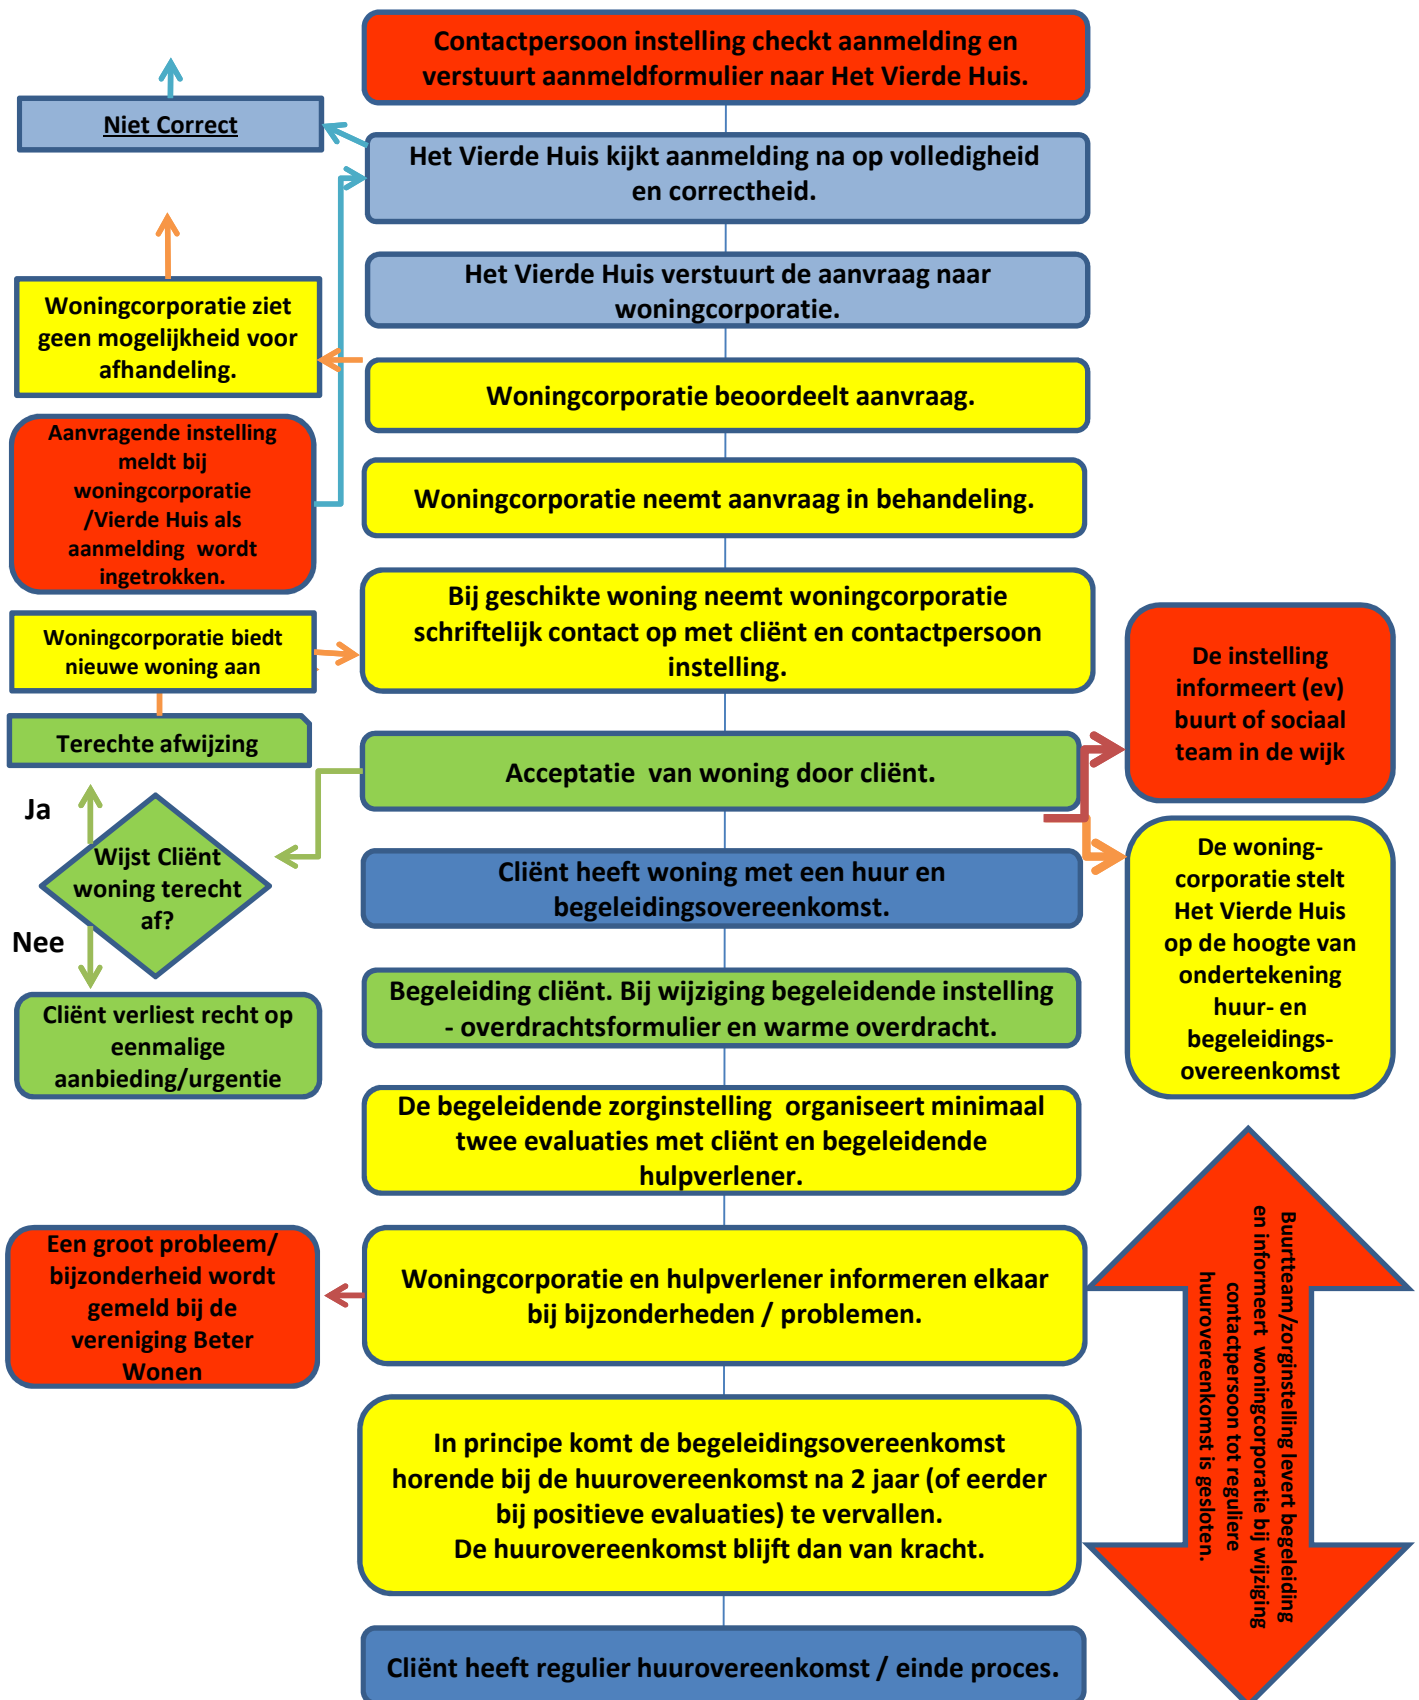 Contactpersoon instelling checkt aanmelding en
verstuurt aanmeldformulier naar Het Vierde Huis.
Niet Correct
Het Vierde Huis kijkt aanmelding na op volledigheid
en correctheid.
Het Vierde Huis verstuurt de aanvraag naar
woningcorporatie.
Woningcorporatie ziet
geen mogelijkheid voor
afhandeling.
Woningcorporatie beoordeelt aanvraag.
Aanvragende instelling
meldt bij
woningcorporatie
/Vierde Huis als
aanmelding wordt
ingetrokken.
Woningcorporatie neemt aanvraag in behandeling.
Bij geschikte woning neemt woningcorporatie
schriftelijk contact op met cliënt en contactpersoon
instelling.
Woningcorporatie biedt
nieuwe woning aan
De instelling
informeert (ev)
buurt of sociaal
team in de wijk
Terechte afwijzing
Acceptatie van woning door cliënt.
Ja
Wijst Cliënt
woning terecht
af?
Nee
Cliënt heeft woning met een huur en
begeleidingsovereenkomst.
De woning-
corporatie stelt
Het Vierde Huis
op de hoogte van
ondertekening
huur- en
begeleidings-
overeenkomst
Cliënt verliest recht op
eenmalige
aanbieding/urgentie
Begeleiding cliënt. Bij wijziging begeleidende instelling
- overdrachtsformulier en warme overdracht.
De begeleidende zorginstelling organiseert minimaal
twee evaluaties met cliënt en begeleidende
hulpverlener.
Een groot probleem/
bijzonderheid wordt
gemeld bij de
vereniging Beter
Wonen
Woningcorporatie en hulpverlener informeren elkaar
bij bijzonderheden / problemen.
Buurtteam/zorginstelling levert begeleiding
en informeert woningcorporatie bij wijziging
contactpersoon tot reguliere
huurovereenkomst is gesloten.
In principe komt de begeleidingsovereenkomst
horende bij de huurovereenkomst na 2 jaar (of eerder
bij positieve evaluaties) te vervallen.
De huurovereenkomst blijft dan van kracht.
Cliënt heeft regulier huurovereenkomst / einde proces.